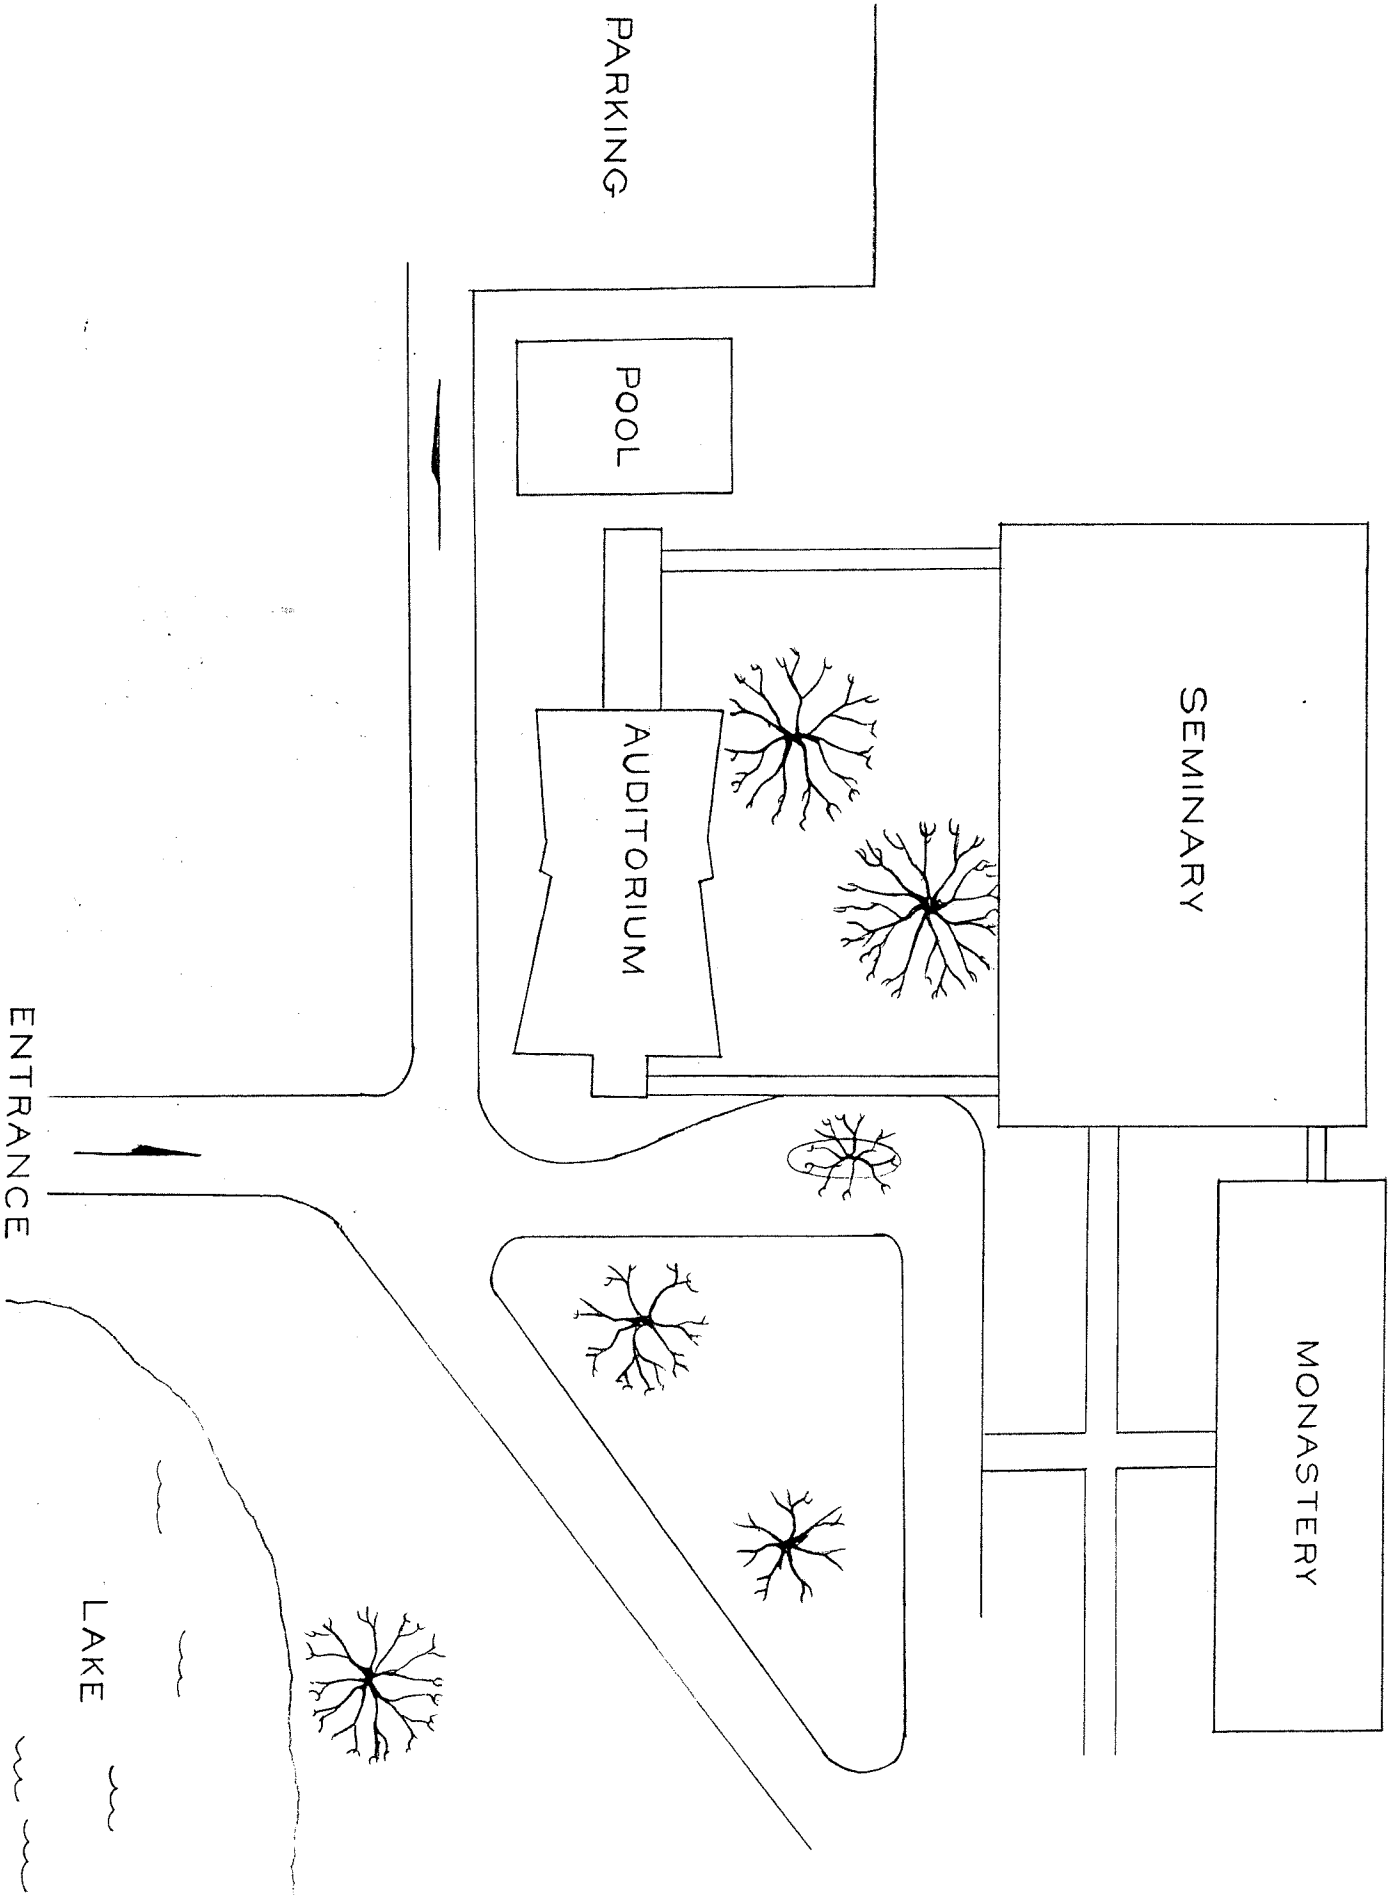 SEMINARY
MONASTERY
PARKING
POOL
AUDITORIUM
LAKE
ENTRANCE